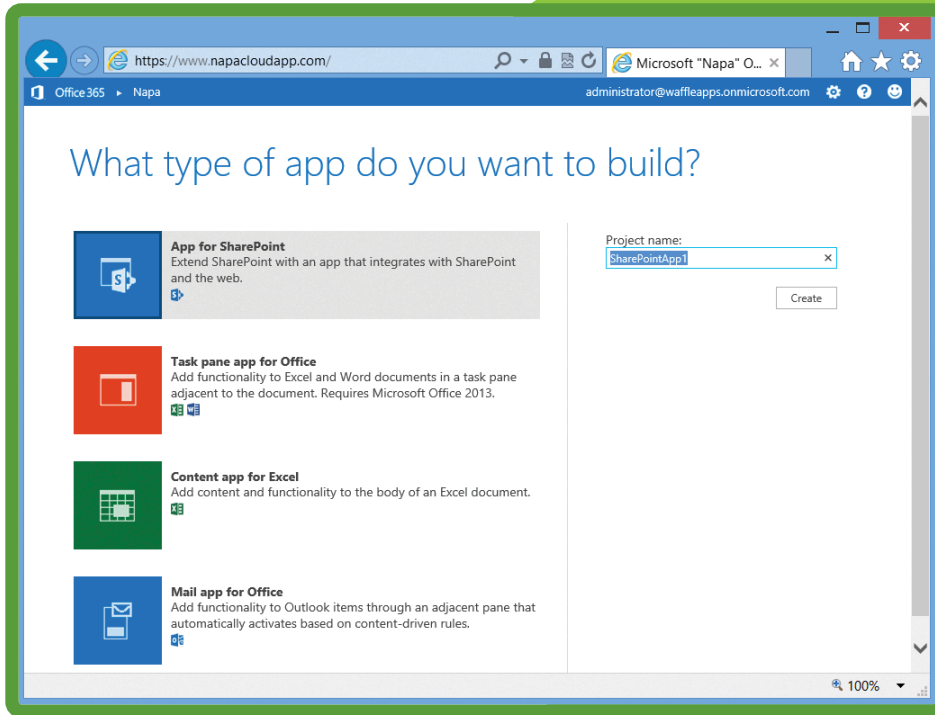 https://www.napacloudapp.com/
Microsoft "Napa" O...
Office 365 ▸ Napa
administrator@waffleapps.onmicrosoft.com
What type of app do you want to build?
App for SharePoint
Extend SharePoint with an app that integrates with SharePoint
and the web.
Task pane app for Office
Add functionality to Excel and Word documents in a task pane
adjacent to the document. Requires Microsoft Office 2013.
Content app for Excel
Add content and functionality to the body of an Excel document.
Mail app for Office
Add functionality to Outlook items through an adjacent pane that
automatically activates based on content-driven rules.
Project name:
SharePointApp1
Create
100%